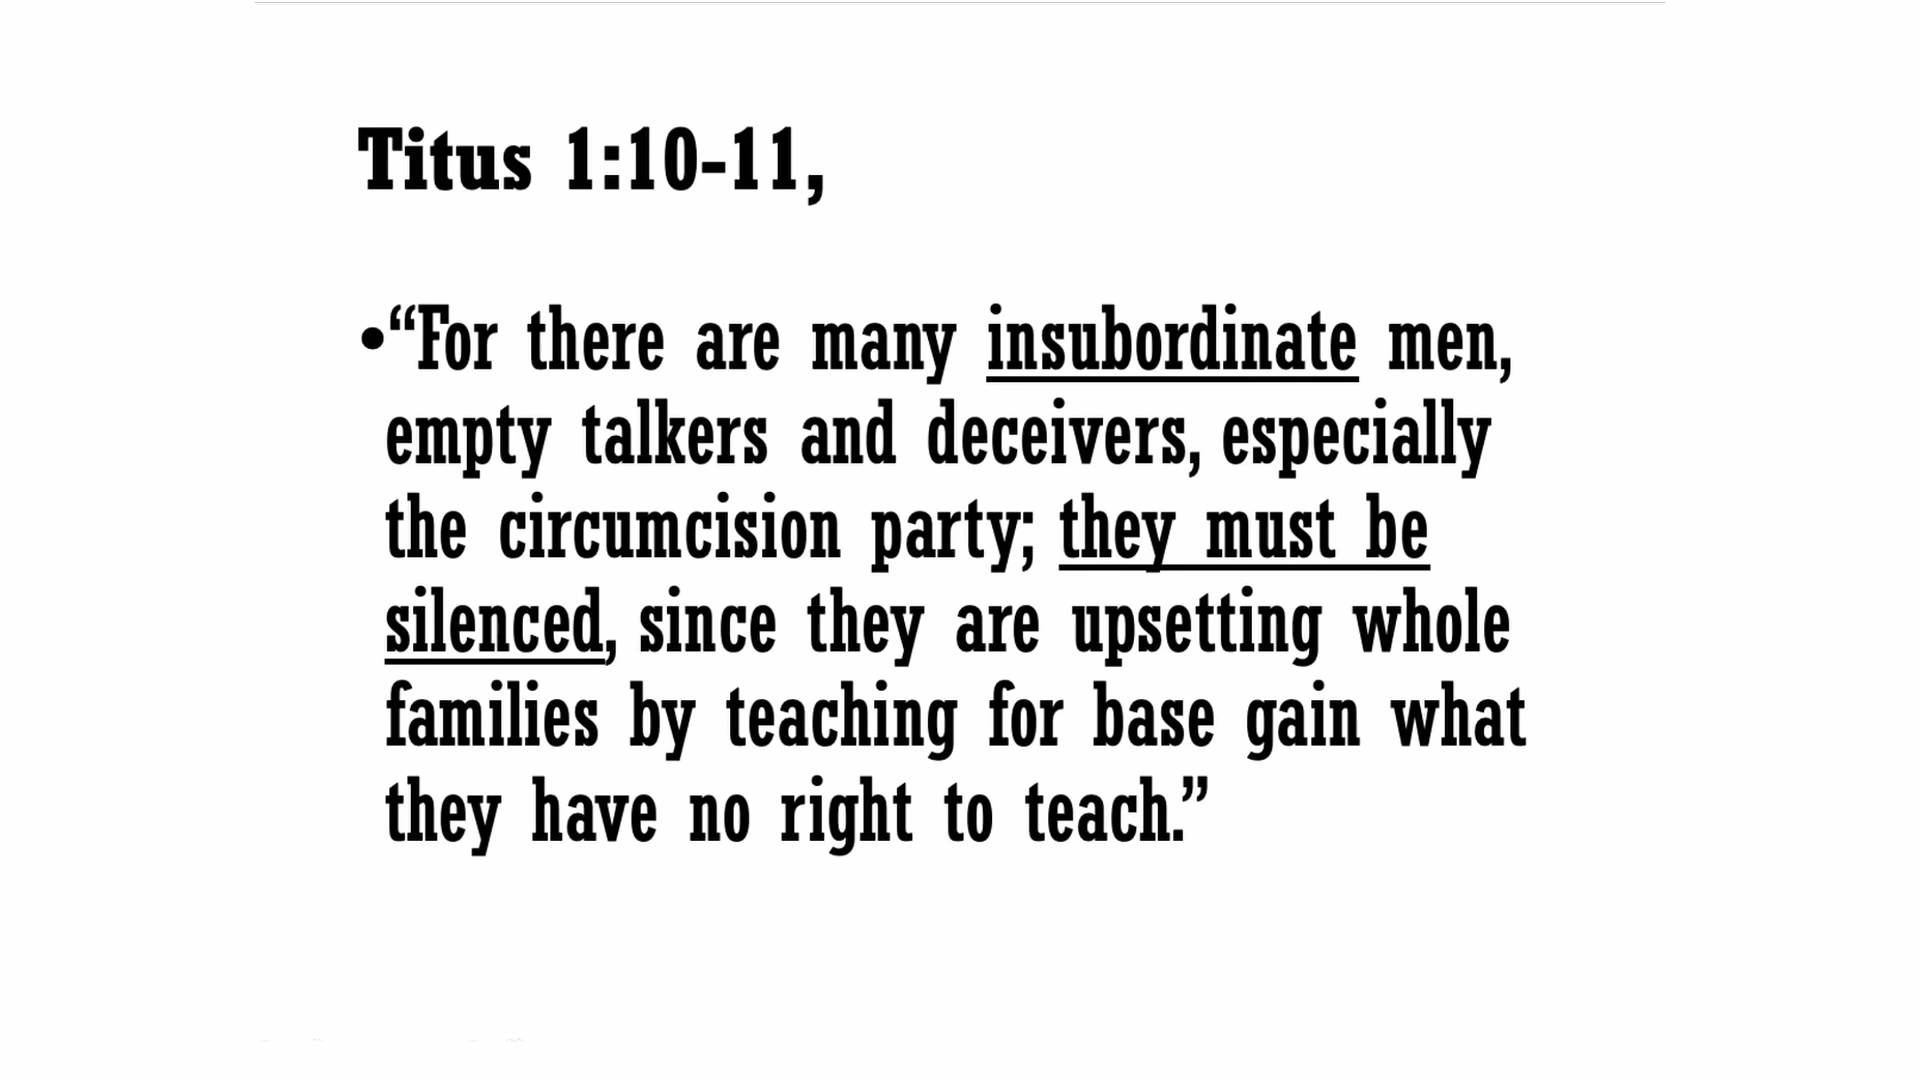 Titus 1:10-11,
•“For there are many insubordinate men,
empty talkers and deceivers, especially
the circumcision party; they must be
silenced, since they are upsetting whole
families by teaching for base gain what
they have no right to teach.”